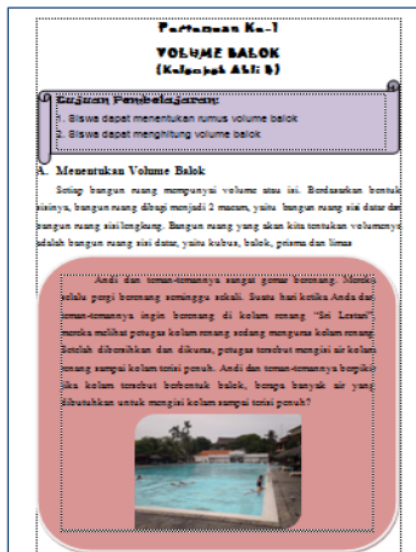 Pertemuan Ke-1
VOLUME BALOK
(Kelompok Ahli B)
Tujuan Pembelajaran:
1. Siswa dapat menentukan rumus volume balok
2. Siswa dapat menghitung volume balok
A. Menentukan Volume Balok
Setiap bangun ruang mempunyai volume atau isi. Berdasarkan bentuk
sisinya, bangun ruang dibagi menjadi 2 macam, yaitu bangun ruang sisi datar dan
bangun ruang sisi lengkung. Bangun ruang yang akan kita tentukan volumenya
adalah bangun ruang sisi datar, yaitu kubus, balok, prisma dan limas
Andi dan teman-temannya sangat gemar berenang. Mereka
selalu pergi berenang seminggu sekali. Suatu hari ketika Anda dan
teman-temannya ingin berenang di kolam renang "Sri Lestari"
mereka melihat petugas kolam renang sedang menguras kolam renang.
Setelah dibersihkan dan dikuras, petugas tersebut mengisi air kolam
renang sampai kolam terisi penuh. Andi dan teman-temannya berpikir
jika kolam tersebut berbentuk balok, berapa banyak air yang
dibutuhkan untuk mengisi kolam sampai terisi penuh?